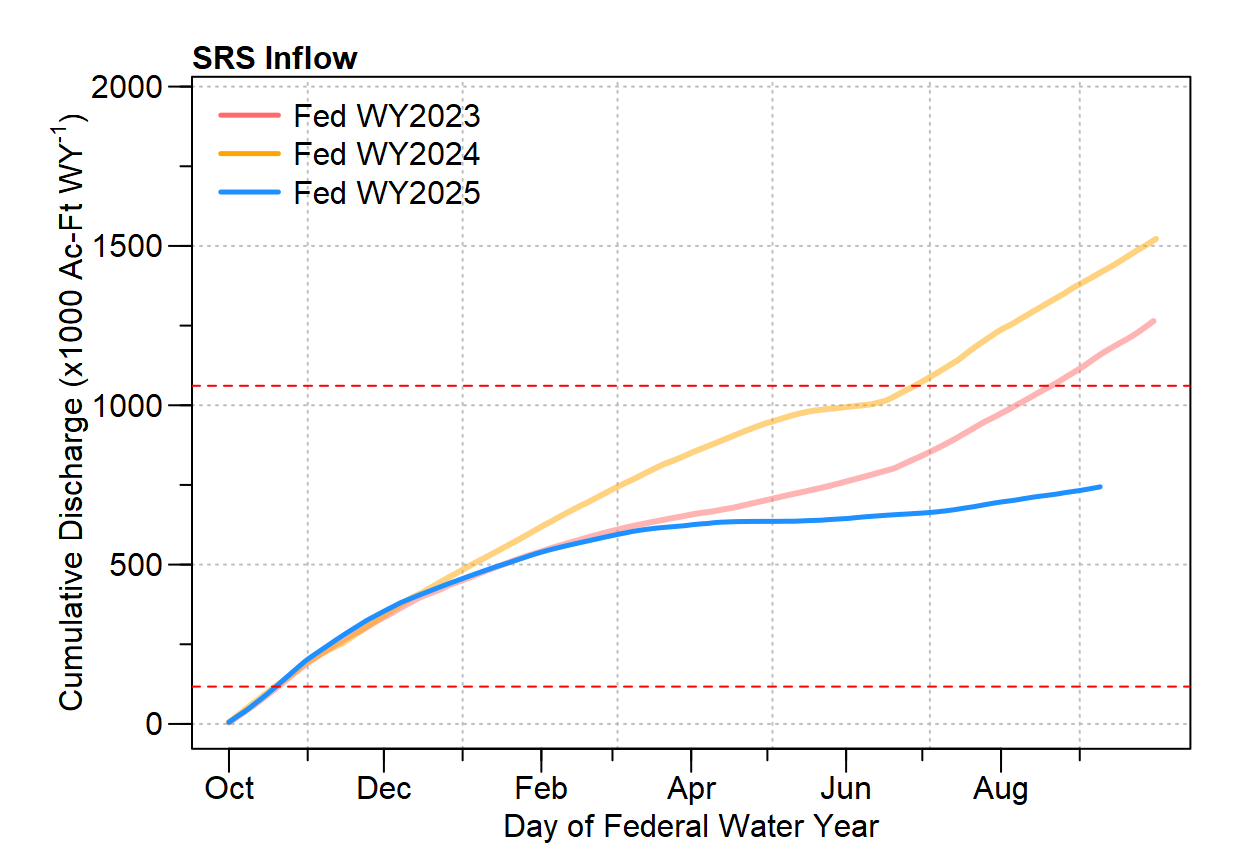 SRS Inflow
Fed WY2023
Fed WY2024
Fed WY2025
2000
1500
1000
500
0
Cumulative Discharge (x1000 Ac-Ft WY⁻¹)
Oct Dec Feb Apr Jun Aug
Day of Federal Water Year